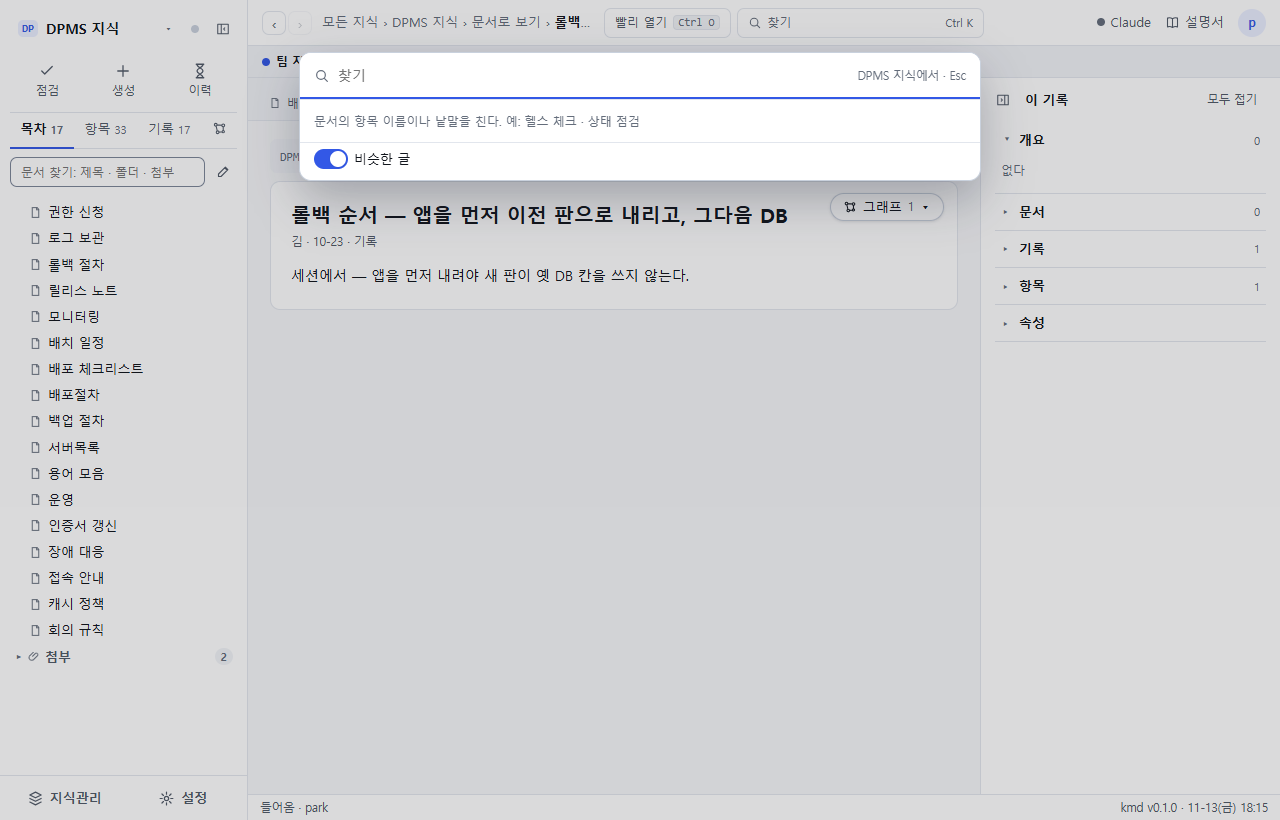 DP DPMS 지식
점검 생성 이력
목차 17 항목 33 기록 17
문서 찾기: 제목 · 폴더 · 첨부
권한 신청
로그 보관
롤백 절차
릴리스 노트
모니터링
배치 일정
배포 체크리스트
배포절차
백업 절차
서버목록
용어 모음
운영
인증서 갱신
장애 대응
접속 안내
캐시 정책
회의 규칙
첨부 2
지식관리 설정
모든 지식 › DPMS 지식 › 문서로 보기 › 롤백...
빨리 열기 Ctrl O
찾기 Ctrl K
Claude 설명서 p
팀
찾기 DPMS 지식에서 · Esc
문서의 항목 이름이나 낱말을 친다. 예: 헬스 체크 · 상태 점검
비슷한 글
DPM
롤백 순서 — 앱을 먼저 이전 판으로 내리고, 그다음 DB
그래프 1
김 · 10-23 · 기록
세션에서 — 앱을 먼저 내려야 새 판이 옛 DB 칸을 쓰지 않는다.
이 기록 모두 접기
개요 0
없다
문서 0
기록 1
항목 1
속성
들어옴 · park
kmd v0.1.0 · 11-13(금) 18:15